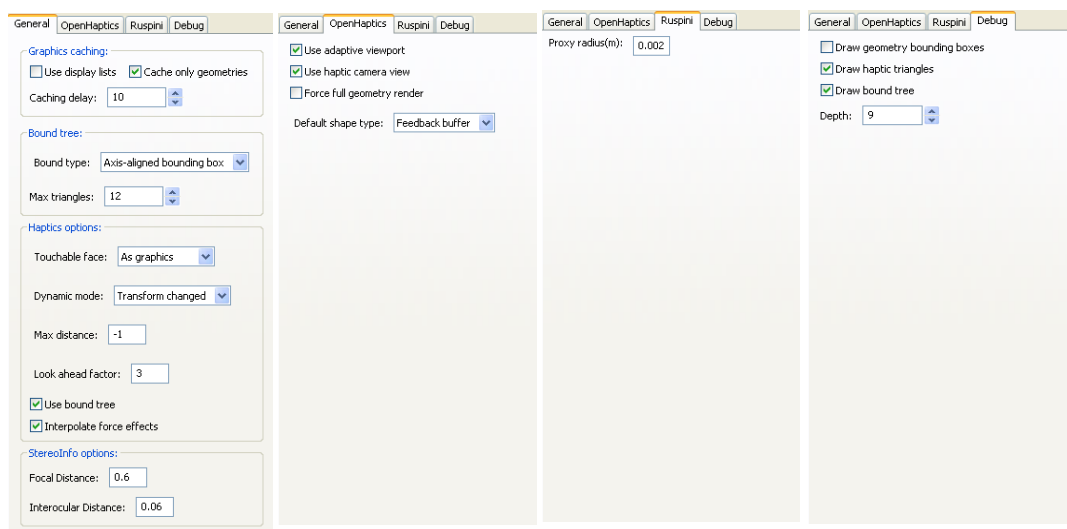 General OpenHaptics Ruspini Debug
Graphics caching:
Use display lists Cache only geometries
Caching delay: 10
Bound tree:
Bound type: Axis-aligned bounding box
Max triangles: 12
Haptics options:
Touchable face: As graphics
Dynamic mode: Transform changed
Max distance: -1
Look ahead factor: 3
Use bound tree
Interpolate force effects
StereoInfo options:
Focal Distance: 0.6
Interocular Distance: 0.06
General OpenHaptics Ruspini Debug
Use adaptive viewport
Use haptic camera view
Force full geometry render
Default shape type: Feedback buffer
General OpenHaptics Ruspini Debug
Proxy radius(m): 0.002
General OpenHaptics Ruspini Debug
Draw geometry bounding boxes
Draw haptic triangles
Draw bound tree
Depth: 9